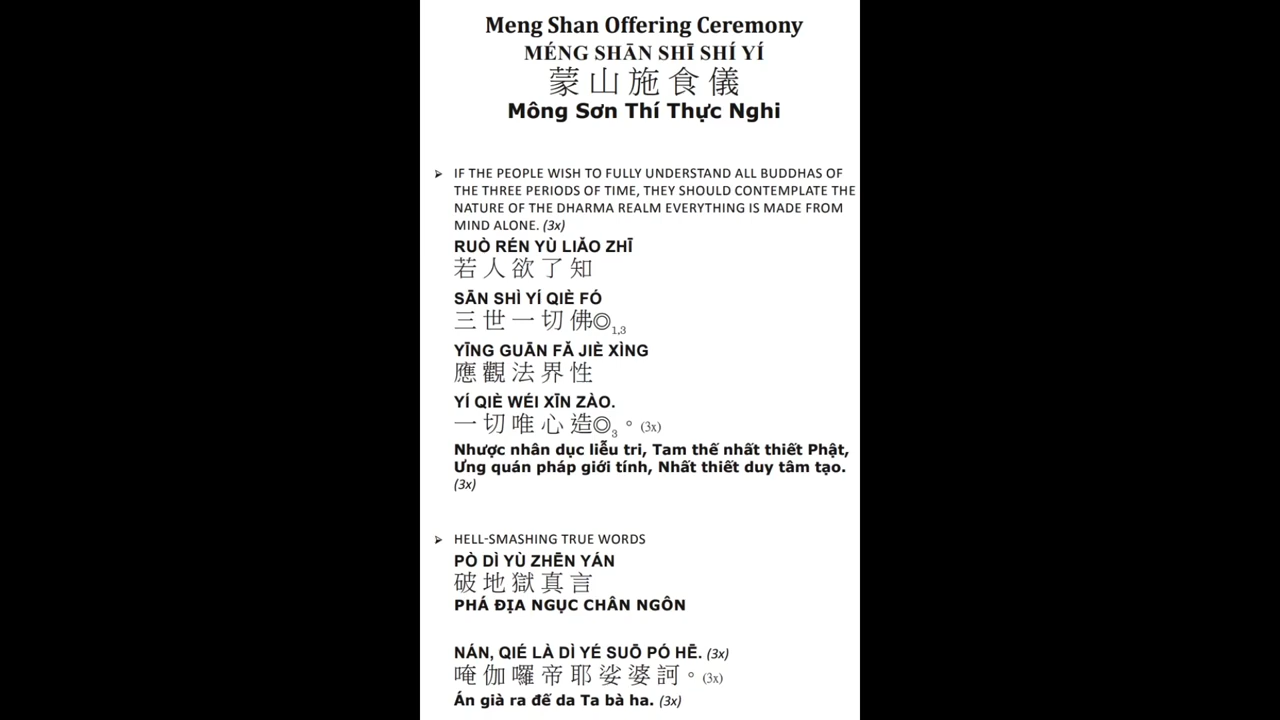 Meng Shan Offering Ceremony
MÉNG SHĀN SHĪ SHÍ YÍ
蒙山施食儀
Mông Sơn Thí Thực Nghi
➢ IF THE PEOPLE WISH TO FULLY UNDERSTAND ALL BUDDHAS OF
THE THREE PERIODS OF TIME, THEY SHOULD CONTEMPLATE THE
NATURE OF THE DHARMA REALM EVERYTHING IS MADE FROM
MIND ALONE. (3x)
RUÒ RÉN YÙ LIǍO ZHĪ
若人欲了知
SĀN SHÌ YÍ QIÈ FÓ
三世一切佛◎1,3
YĪNG GUĀN FǍ JIÈ XÌNG
應觀法界性
YÍ QIÈ WÉI XĪN ZÀO.
一切唯心造◎3。(3x)
Nhược nhân dục liễu tri, Tam thế nhất thiết Phật,
Ưng quán pháp giới tính, Nhất thiết duy tâm tạo.
(3x)
➢ HELL-SMASHING TRUE WORDS
PÒ DÌ YÙ ZHĒN YÁN
破地獄真言
PHÁ ĐỊA NGỤC CHÂN NGÔN
NÁN, QIÉ LÀ DÌ YÉ SUŌ PÓ HĒ. (3x)
唵伽囉帝耶娑婆訶。(3x)
Án già ra đế da Ta bà ha. (3x)